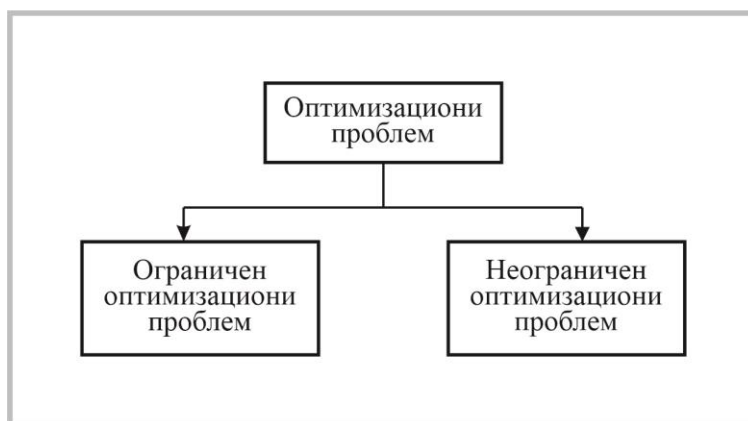 Оптимизациони
проблем
Ограничен
оптимизациони
проблем
Неограничен
оптимизациони
проблем